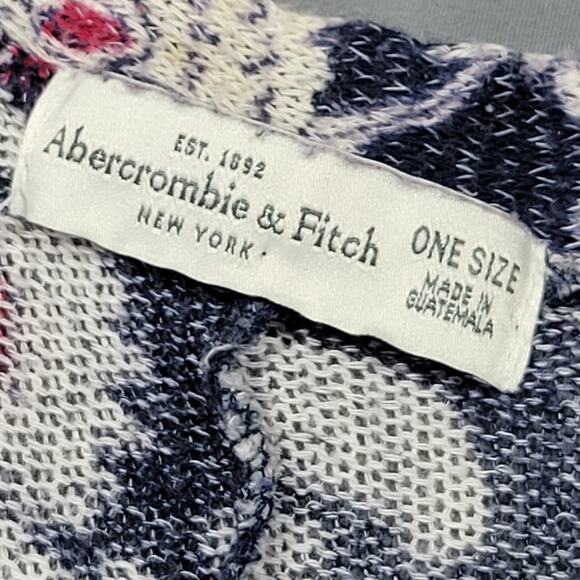 EST. 1892
Abercrombie & Fitch
NEW YORK
ONE SIZE
MADE IN
GUATEMALA